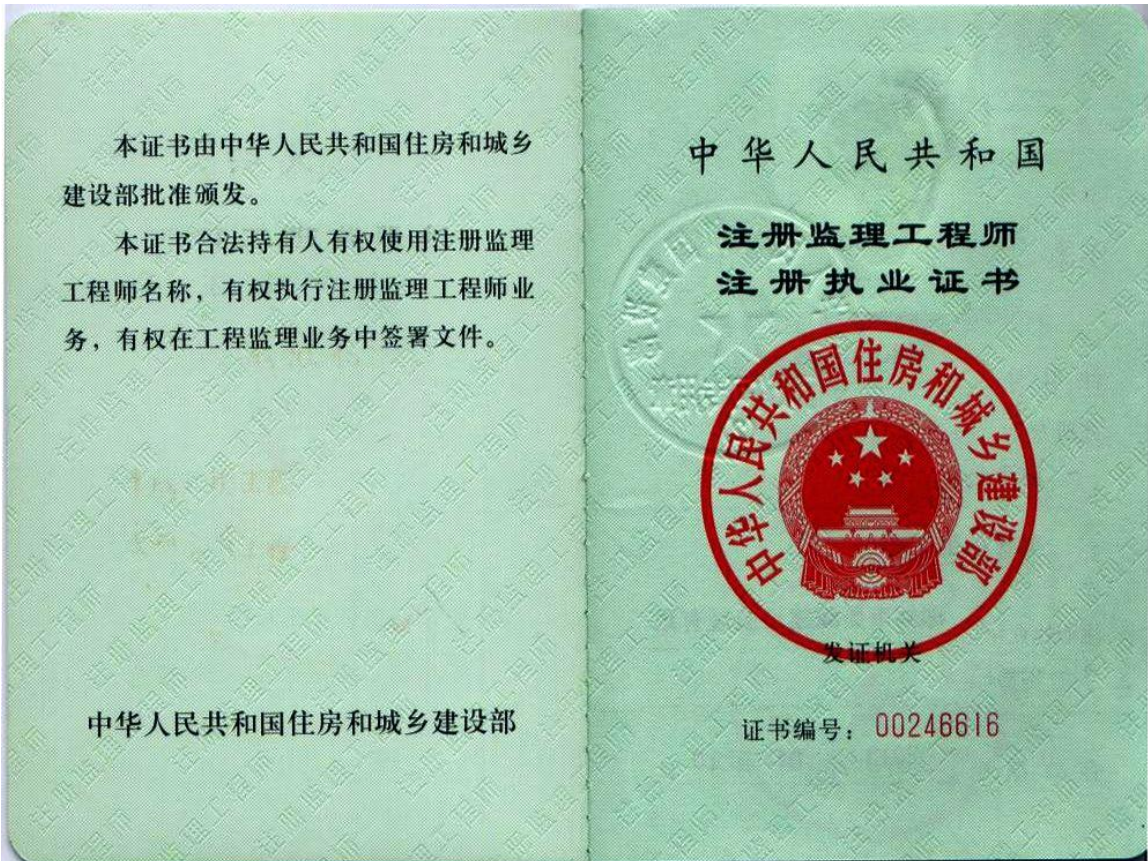 本证书由中华人民共和国住房和城乡
建设部批准颁发。
本证书合法持有人有权使用注册监理
工程师名称，有权执行注册监理工程师业
务，有权在工程监理业务中签署文件。
中华人民共和国住房和城乡建设部
中华人民共和国
注册监理工程师
注册执业证书
中华人民共和国住房和城乡建设部
发证机关
证书编号：00246616